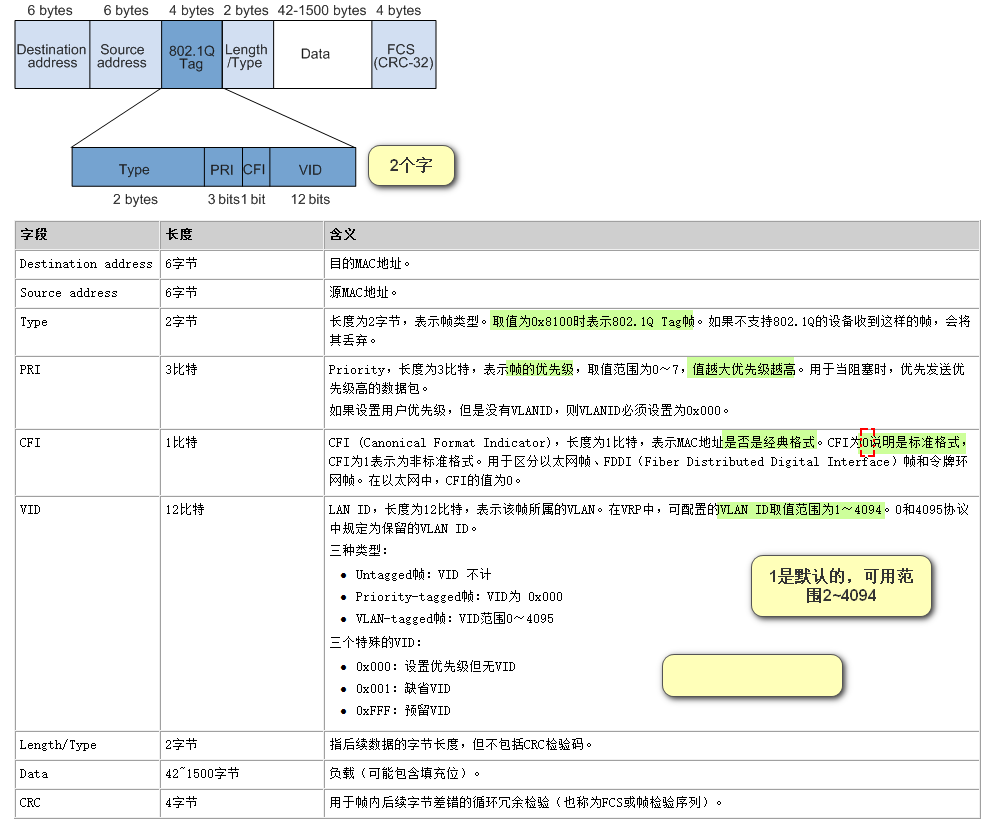 6 bytes 6 bytes 4 bytes 2 bytes 42-1500 bytes 4 bytes
Destination address Source address 802.1Q Tag Length /Type Data FCS (CRC-32)
Type PRI CFI VID
2个字
2 bytes 3 bits 1 bit 12 bits
字段 长度 含义
Destination address 6字节 目的MAC地址。
Source address 6字节 源MAC地址。
Type 2字节 长度为2字节，表示帧类型。取值为0x8100时表示802.1Q Tag帧。如果不支持802.1Q的设备收到这样的帧，会将
其丢弃。
PRI 3比特 Priority，长度为3比特，表示帧的优先级，取值范围为0～7，值越大优先级越高。用于当阻塞时，优先发送优
先级高的数据包。
如果设置用户优先级，但是没有VLANID，则VLANID必须设置为0x000。
CFI 1比特 CFI (Canonical Format Indicator)，长度为1比特，表示MAC地址是否是经典格式。CFI为0说明是标准格式，
CFI为1表示为非标准格式。用于区分以太网帧、FDDI（Fiber Distributed Digital Interface）帧和令牌环
网帧。在以太网中，CFI的值为0。
VID 12比特 LAN ID，长度为12比特，表示该帧所属的VLAN。在VRP中，可配置的VLAN ID取值范围为1～4094。0和4095协议
中规定为保留的VLAN ID。
三种类型：
● Untagged帧：VID 不计
● Priority-tagged帧：VID为 0x000
● VLAN-tagged帧：VID范围0～4095
1是默认的，可用范
围2~4094
三个特殊的VID：
● 0x000：设置优先级但无VID
● 0x001：缺省VID
● 0xFFF：预留VID
Length/Type 2字节 指后续数据的字节长度，但不包括CRC检验码。
Data 42~1500字节 负载（可能包含填充位）。
CRC 4字节 用于帧内后续字节差错的循环冗余检验（也称为FCS或帧检验序列）。